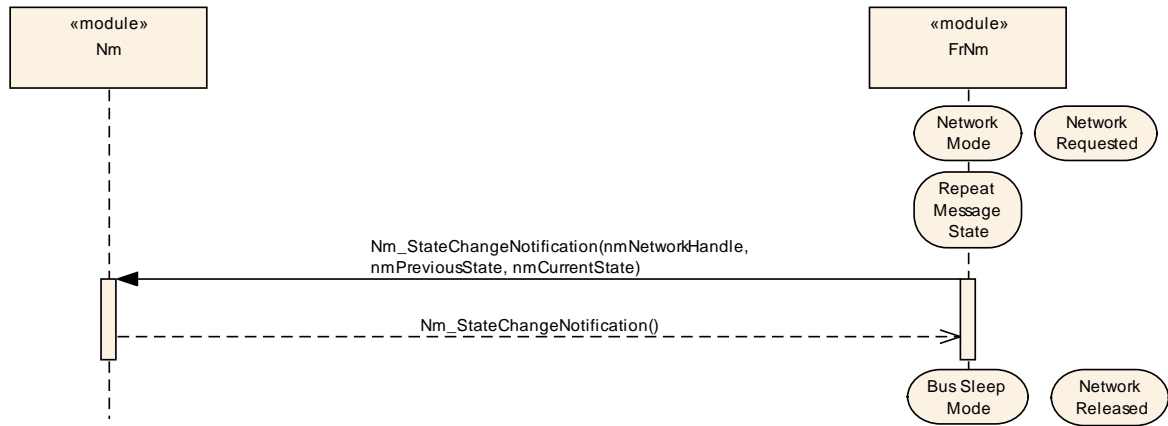 «module»
Nm
«module»
FrNm
Network
Mode
Network
Requested
Repeat
Message
State
Nm_StateChangeNotification(nmNetworkHandle,
nmPreviousState, nmCurrentState)
Nm_StateChangeNotification()
Bus Sleep
Mode
Network
Released